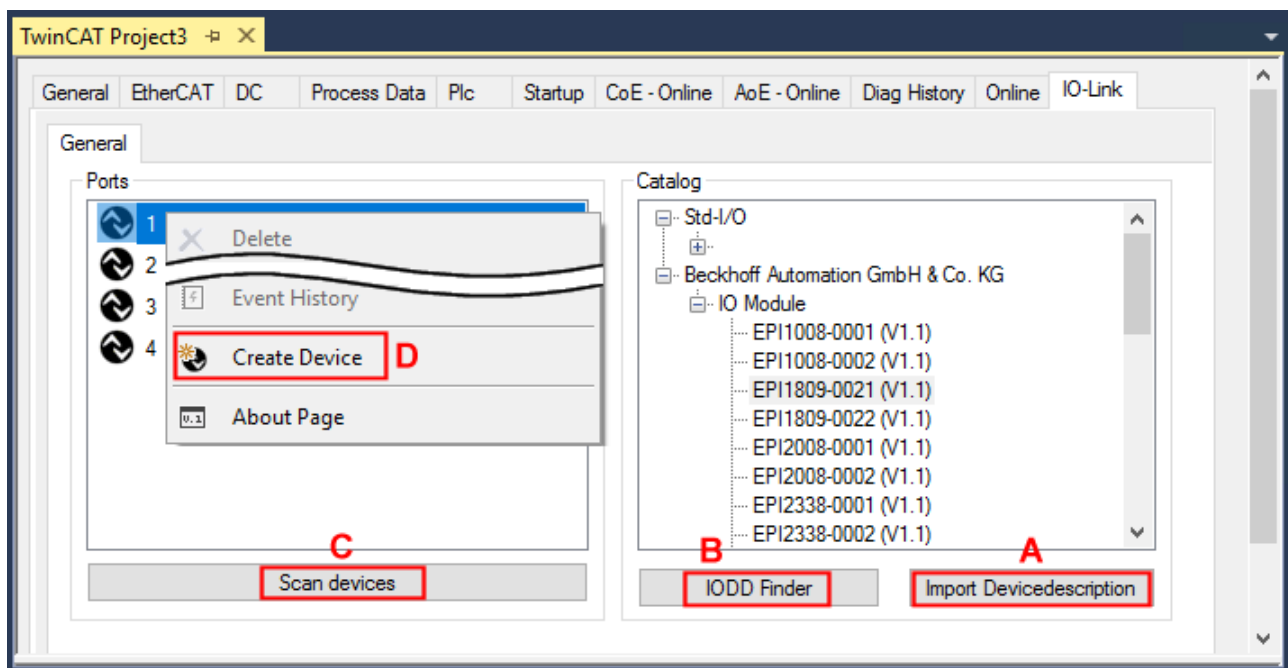 TwinCAT Project3
General EtherCAT DC Process Data Plc Startup CoE - Online AoE - Online Diag History Online IO-Link
General
Ports
1
2
3
4
Delete
Event History
Create Device D
v.1 About Page
C
Scan devices
Catalog
Std-I/O
Beckhoff Automation GmbH & Co. KG
IO Module
EPI1008-0001 (V1.1)
EPI1008-0002 (V1.1)
EPI1809-0021 (V1.1)
EPI1809-0022 (V1.1)
EPI2008-0001 (V1.1)
EPI2008-0002 (V1.1)
EPI2338-0001 (V1.1)
EPI2338-0002 (V1.1)
B A
IODD Finder Import Devicedescription